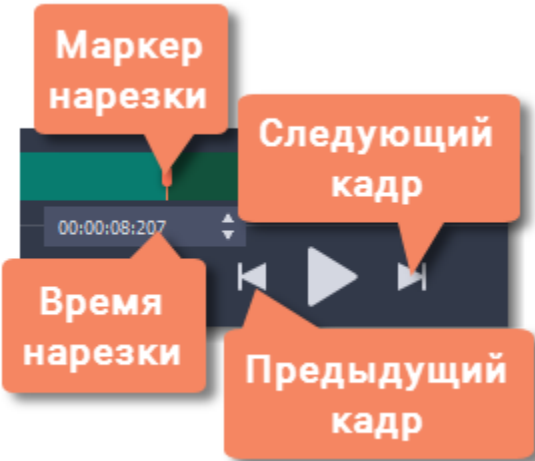 Маркер
нарезки
Следующий
кадр
00:00:08:207
Время
нарезки
Предыдущий
кадр